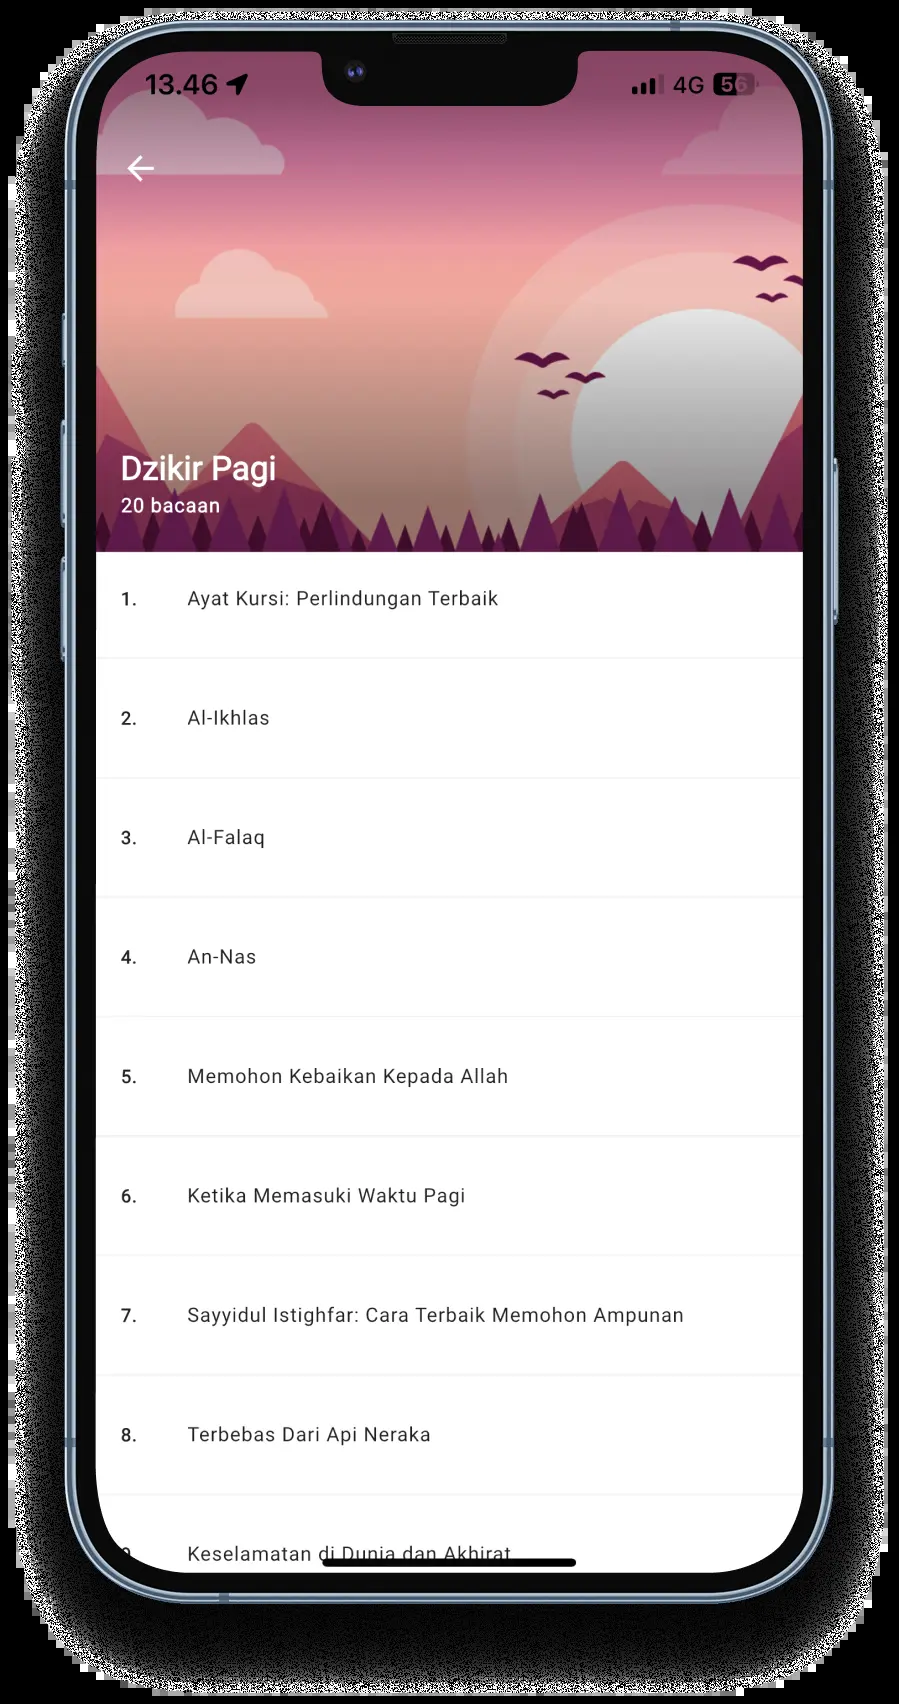 13.46 4G 56
Dzikir Pagi
20 bacaan
1. Ayat Kursi: Perlindungan Terbaik
2. Al-Ikhlas
3. Al-Falaq
4. An-Nas
5. Memohon Kebaikan Kepada Allah
6. Ketika Memasuki Waktu Pagi
7. Sayyidul Istighfar: Cara Terbaik Memohon Ampunan
8. Terbebas Dari Api Neraka
Keselamatan di Dunia dan Akhirat